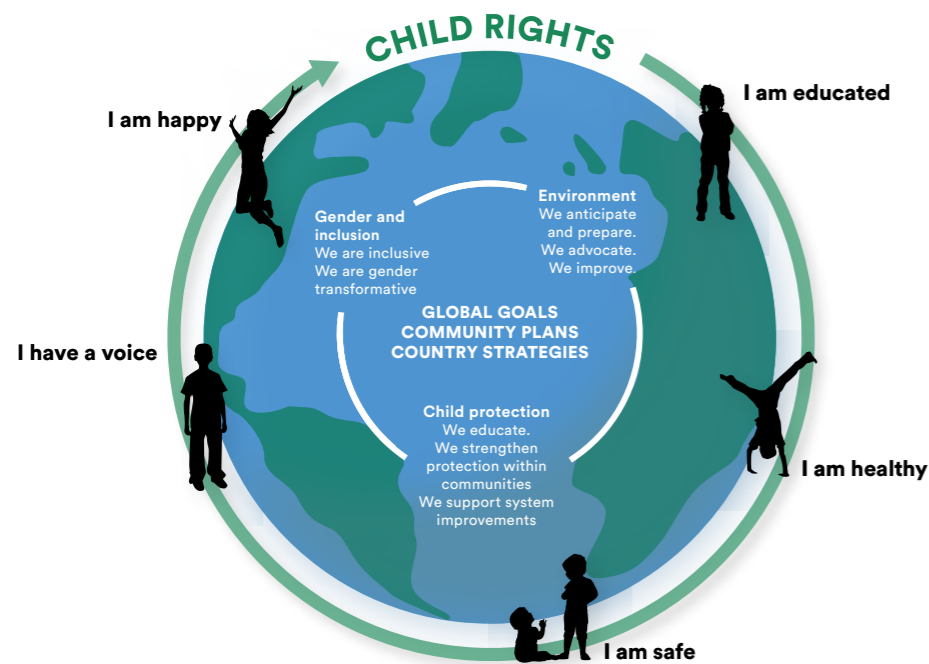 CHILD RIGHTS
I am educated
I am happy
Environment
We anticipate
and prepare.
We advocate.
We improve.
Gender and
inclusion
We are inclusive
We are gender
transformative
GLOBAL GOALS
COMMUNITY PLANS
COUNTRY STRATEGIES
I have a voice
Child protection
We educate.
We strengthen
protection within
communities
We support system
improvements
I am healthy
I am safe